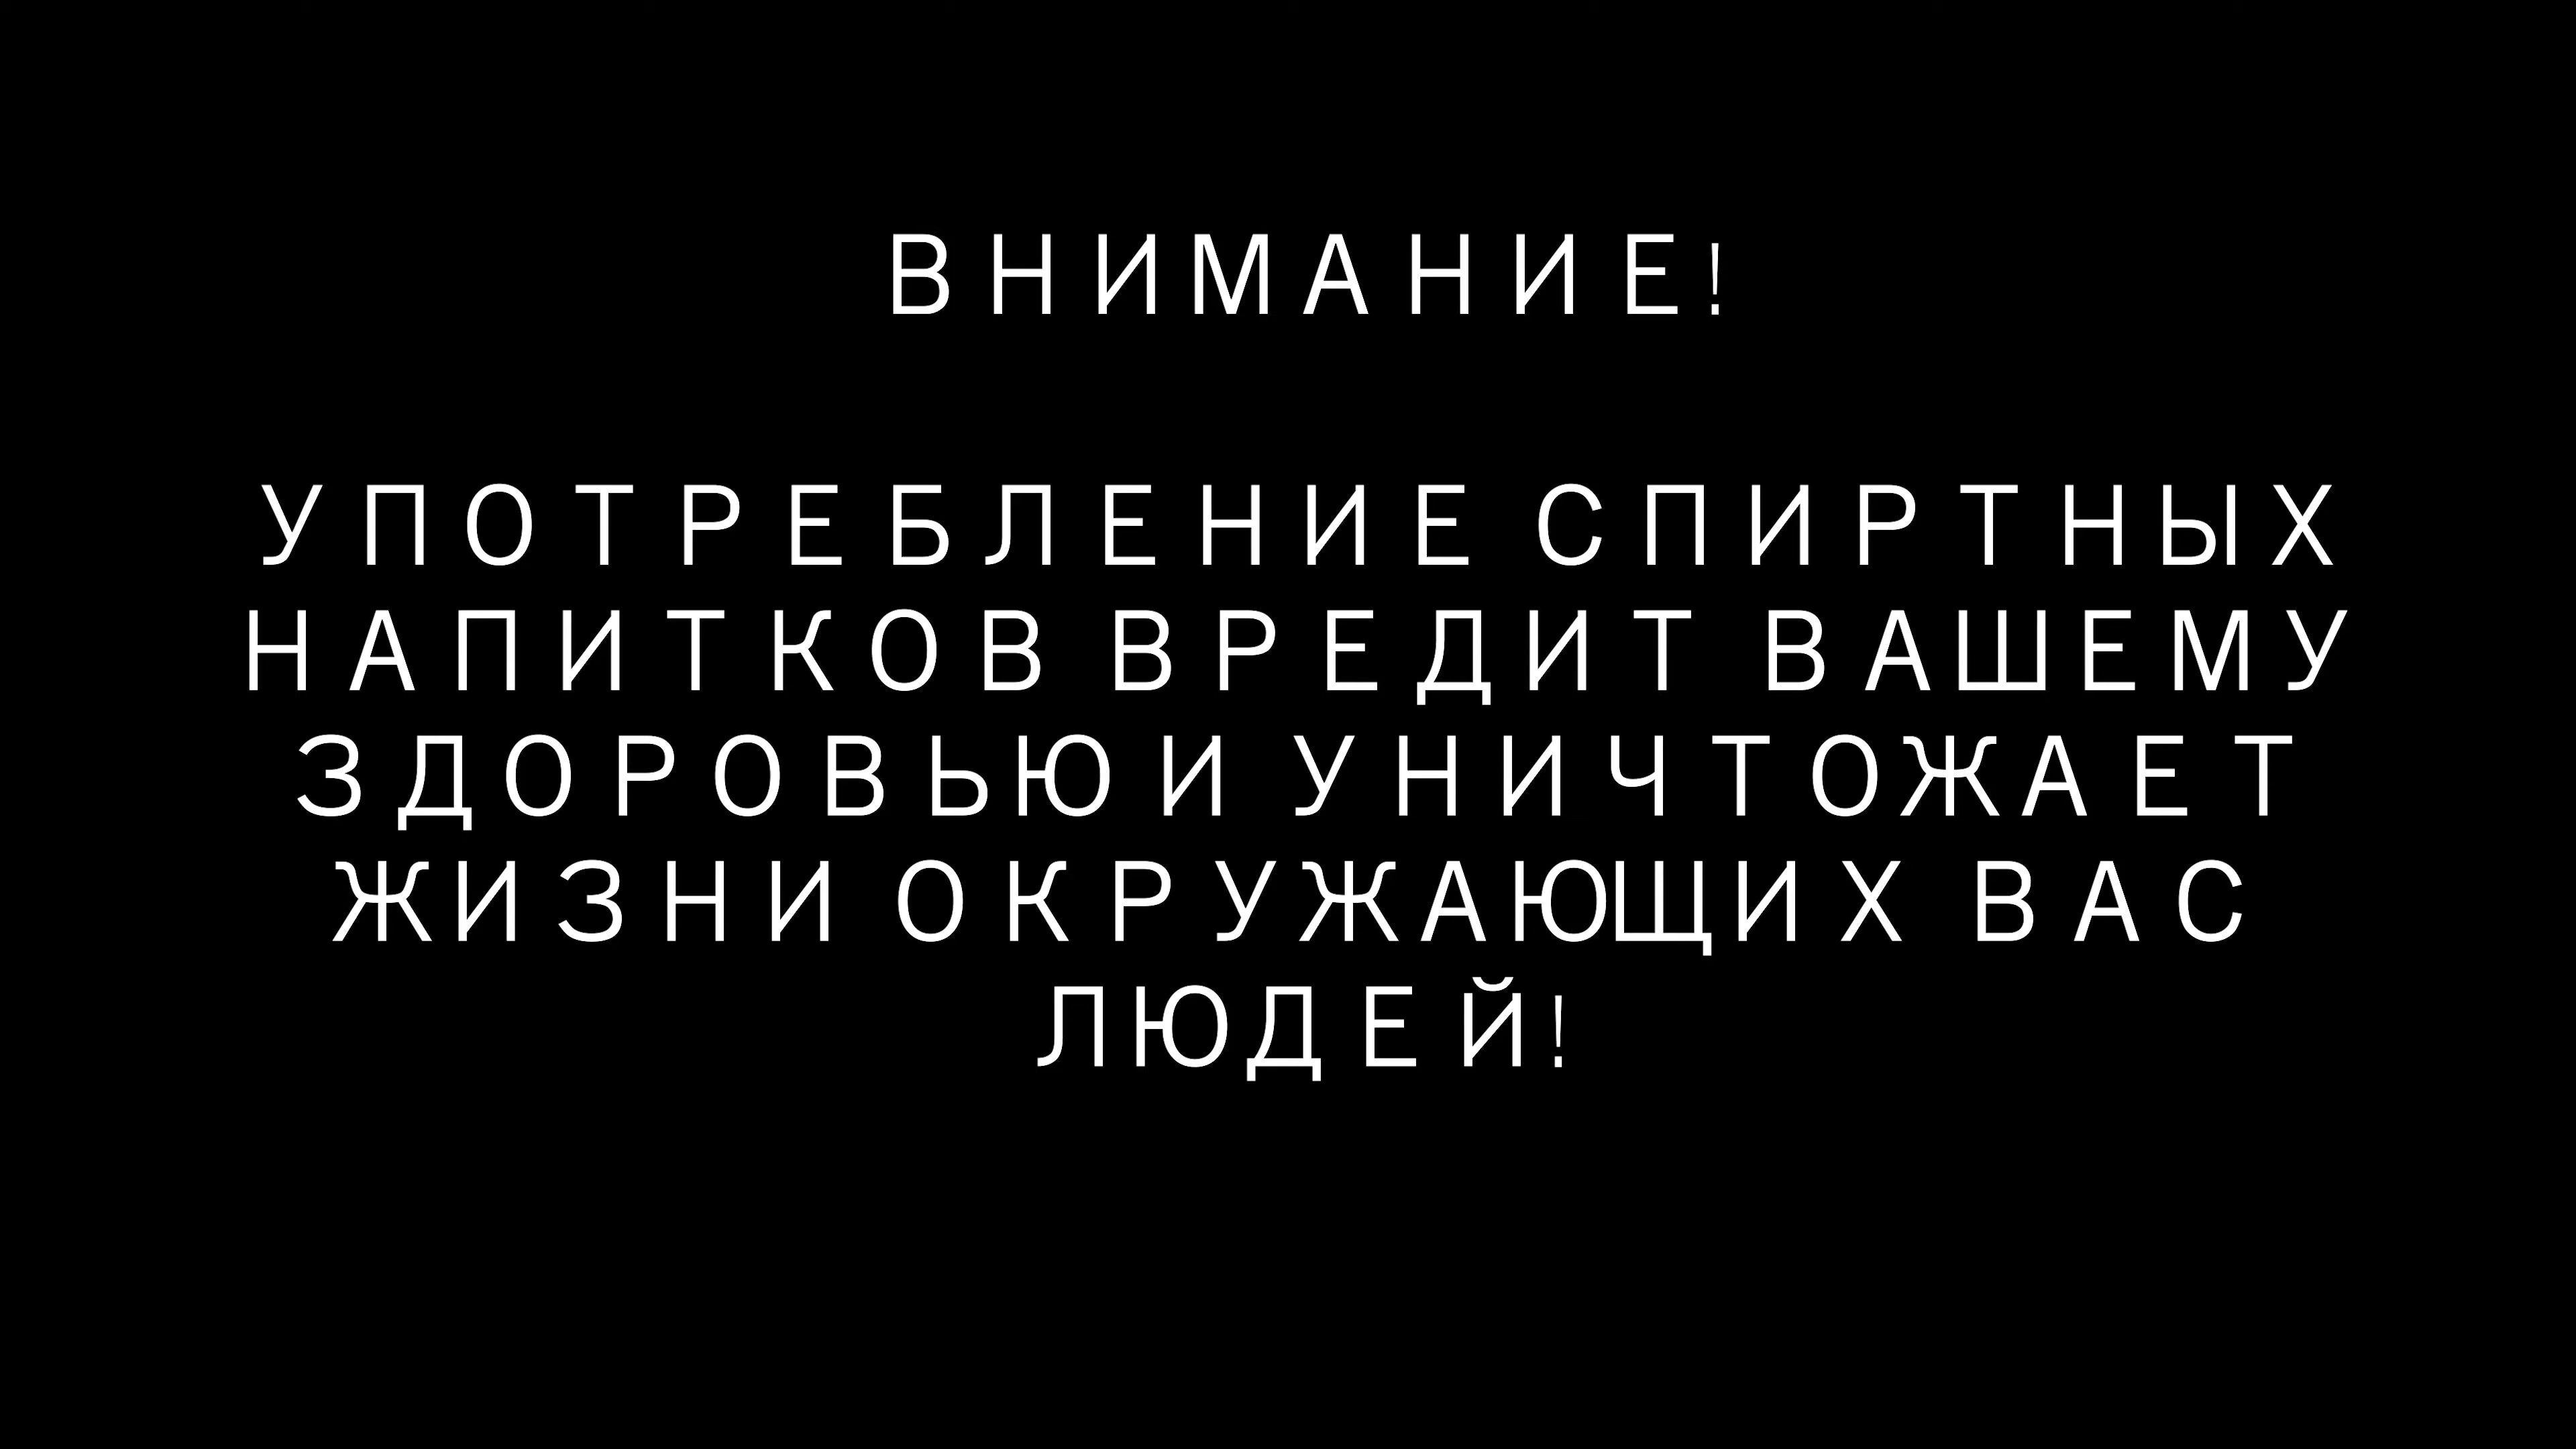 ВНИМАНИЕ!
УПОТРЕБЛЕНИЕ СПИРТНЫХ
НАПИТКОВ ВРЕДИТ ВАШЕМУ
ЗДОРОВЬЮ И УНИЧТОЖАЕТ
ЖИЗНИ ОКРУЖАЮЩИХ ВАС
ЛЮДЕЙ!